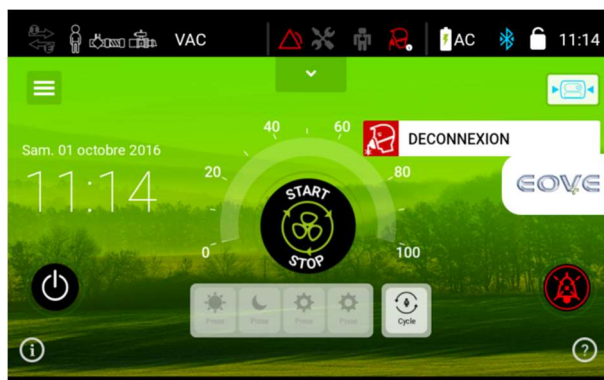 VAC
AC
11:14
40
60
DECONNEXION
Sam. 01 octobre 2016
20
80
11:14
EOVE
START
STOP
0
100
Cycle
i
?